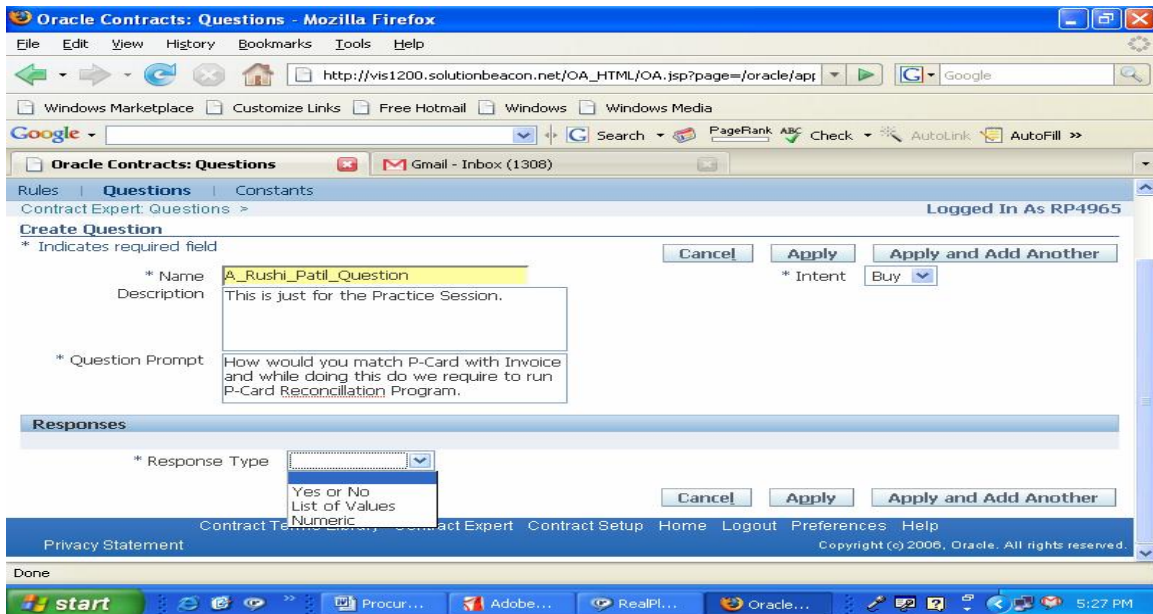 Oracle Contracts: Questions - Mozilla Firefox
File Edit View History Bookmarks Tools Help
http://vis1200.solutionbeacon.net/OA_HTML/OA.jsp?page=/oracle/app Google
Windows Marketplace Customize Links Free Hotmail Windows Windows Media
Google Search PageRank ABC Check AutoLink AutoFill »
Oracle Contracts: Questions Gmail - Inbox (1308)
Rules | Questions | Constants
Contract Expert: Questions > Logged In As RP4965
Create Question
* Indicates required field Cancel Apply Apply and Add Another
* Name A_Rushi_Patil_Question * Intent Buy
Description This is just for the Practice Session.
* Question Prompt How would you match P-Card with Invoice
and while doing this do we require to run
P-Card Reconcillation Program.
Responses
* Response Type
Yes or No
List of Values
Numeric
Cancel Apply Apply and Add Another
Contract Terms Library Contract Expert Contract Setup Home Logout Preferences Help
Privacy Statement Copyright (c) 2006, Oracle. All rights reserved.
Done
start » Procur... Adobe... RealPl... Oracle... 5:27 PM